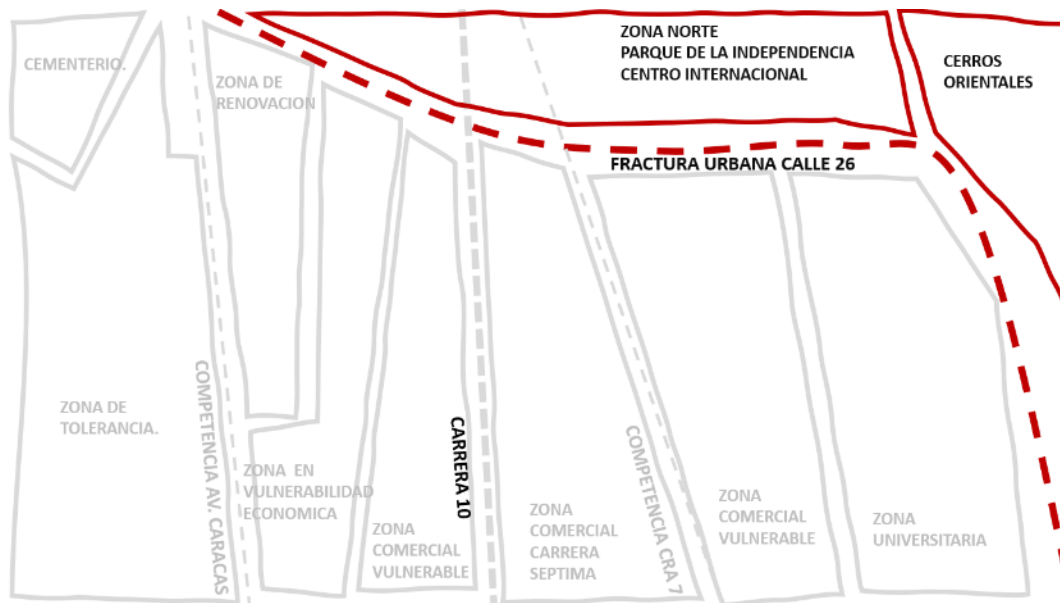 CEMENTERIO.
ZONA DE
RENOVACION
ZONA NORTE
PARQUE DE LA INDEPENDENCIA
CENTRO INTERNACIONAL
CERROS
ORIENTALES
FRACTURA URBANA CALLE 26
ZONA DE
TOLERANCIA.
COMPETENCIA AV. CARACAS
ZONA EN
VULNERABILIDAD
ECONOMICA
CARRERA 10
ZONA
COMERCIAL
VULNERABLE
ZONA
COMERCIAL
CARRERA
SEPTIMA
COMPETENCIA CRA 7
ZONA
COMERCIAL
VULNERABLE
ZONA
UNIVERSITARIA